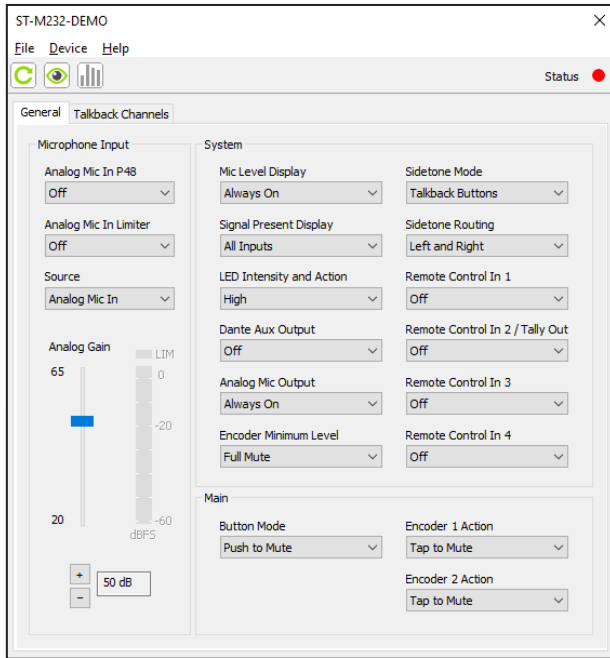 ST-M232-DEMO
File Device Help
Status
General Talkback Channels
Microphone Input
Analog Mic In P48
Off
Analog Mic In Limiter
Off
Source
Analog Mic In
Analog Gain
65
20
LIM
0
-20
-60
dBFS
+
-
50 dB
System
Mic Level Display
Always On
Signal Present Display
All Inputs
LED Intensity and Action
High
Dante Aux Output
Off
Analog Mic Output
Always On
Encoder Minimum Level
Full Mute
Sidetone Mode
Talkback Buttons
Sidetone Routing
Left and Right
Remote Control In 1
Off
Remote Control In 2 / Tally Out
Off
Remote Control In 3
Off
Remote Control In 4
Off
Main
Button Mode
Push to Mute
Encoder 1 Action
Tap to Mute
Encoder 2 Action
Tap to Mute